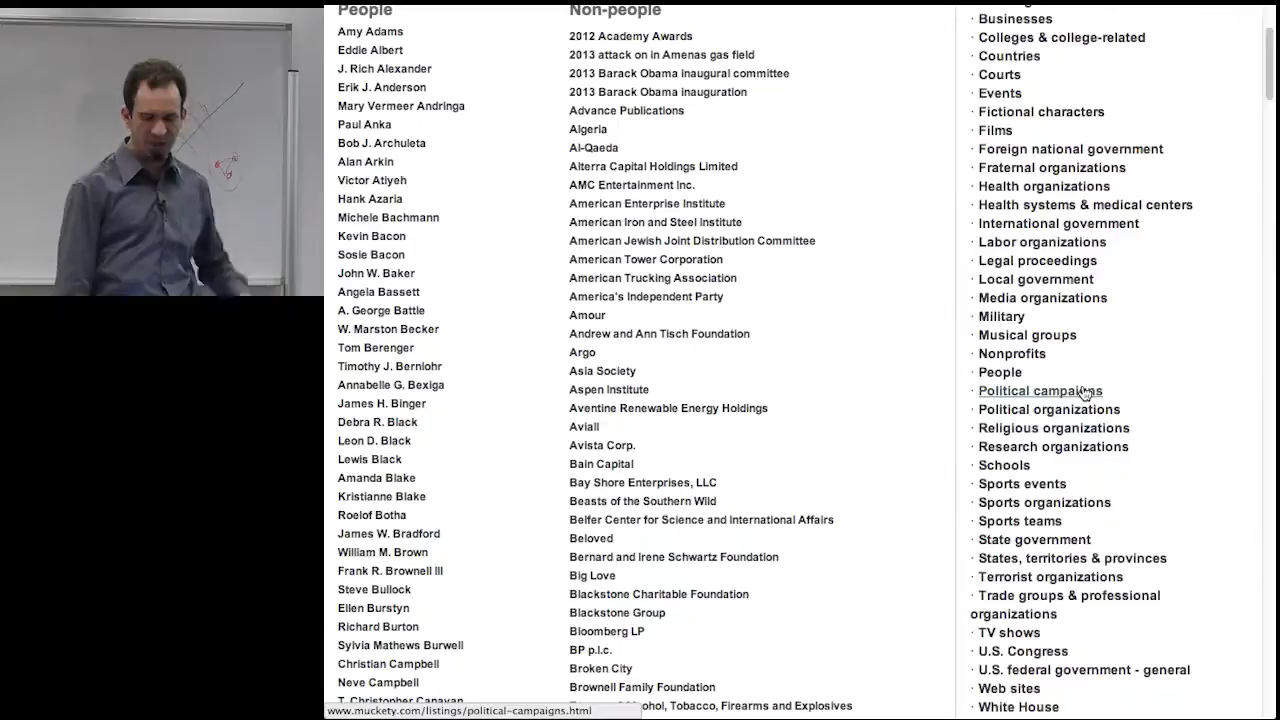 People
Amy Adams
Eddie Albert
J. Rich Alexander
Erik J. Anderson
Mary Vermeer Andringa
Paul Anka
Bob J. Archuleta
Alan Arkin
Victor Atiyeh
Hank Azaria
Michele Bachmann
Kevin Bacon
Sosie Bacon
John W. Baker
Angela Bassett
A. George Battle
W. Marston Becker
Tom Berenger
Timothy J. Bernlohr
Annabelle G. Bexiga
James H. Binger
Debra R. Black
Leon D. Black
Lewis Black
Amanda Blake
Kristianne Blake
Roelof Botha
James W. Bradford
William M. Brown
Frank R. Brownell III
Steve Bullock
Ellen Burstyn
Richard Burton
Sylvia Mathews Burwell
Christian Campbell
Neve Campbell
T. Christopher Canavan
Non-people
2012 Academy Awards
2013 attack on in Amenas gas field
2013 Barack Obama inaugural committee
2013 Barack Obama inauguration
Advance Publications
Algeria
Al-Qaeda
Alterra Capital Holdings Limited
AMC Entertainment Inc.
American Enterprise Institute
American Iron and Steel Institute
American Jewish Joint Distribution Committee
American Tower Corporation
American Trucking Association
America's Independent Party
Amour
Andrew and Ann Tisch Foundation
Argo
Asia Society
Aspen Institute
Aventine Renewable Energy Holdings
Aviall
Avista Corp.
Bain Capital
Bay Shore Enterprises, LLC
Beasts of the Southern Wild
Belfer Center for Science and International Affairs
Beloved
Bernard and Irene Schwartz Foundation
Big Love
Blackstone Charitable Foundation
Blackstone Group
Bloomberg LP
BP p.l.c.
Broken City
Brownell Family Foundation
Alcohol, Tobacco, Firearms and Explosives
· Businesses
· Colleges & college-related
· Countries
· Courts
· Events
· Fictional characters
· Films
· Foreign national government
· Fraternal organizations
· Health organizations
· Health systems & medical centers
· International government
· Labor organizations
· Legal proceedings
· Local government
· Media organizations
· Military
· Musical groups
· Nonprofits
· People
· Political campaigns
· Political organizations
· Religious organizations
· Research organizations
· Schools
· Sports events
· Sports organizations
· Sports teams
· State government
· States, territories & provinces
· Terrorist organizations
· Trade groups & professional
organizations
· TV shows
· U.S. Congress
· U.S. federal government - general
· Web sites
· White House
www.muckety.com/listings/political-campaigns.html